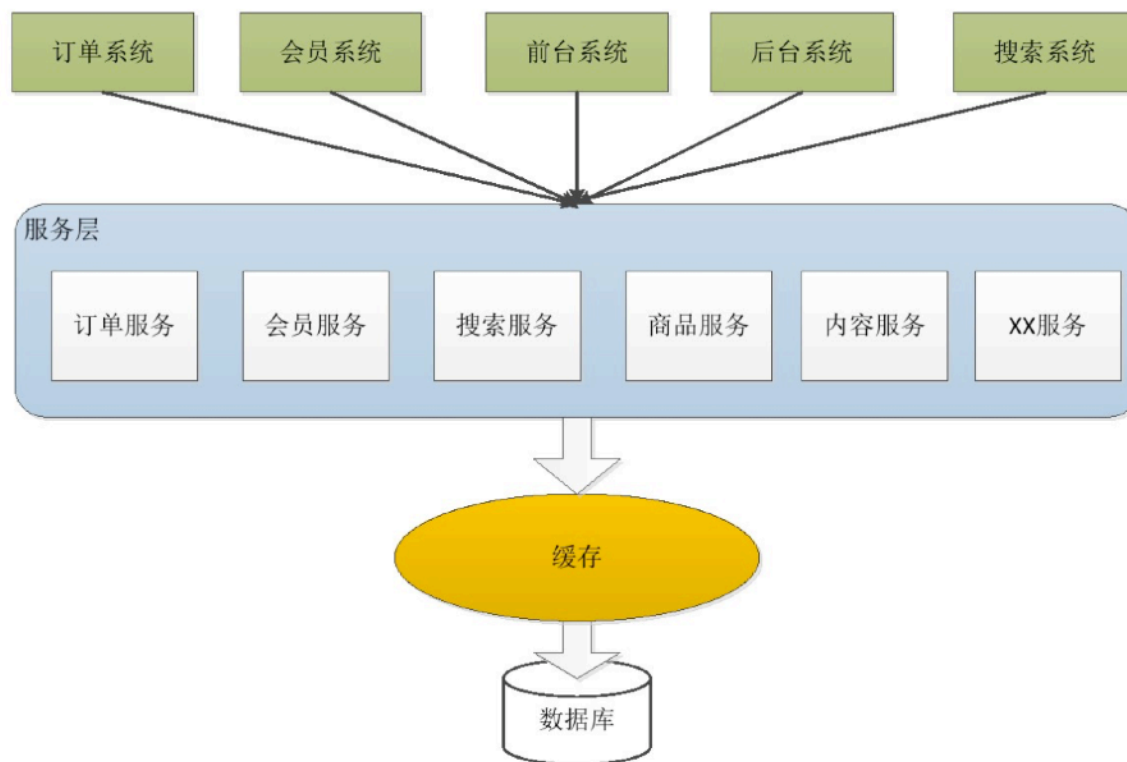 订单系统
会员系统
前台系统
后台系统
搜索系统
服务层
订单服务
会员服务
搜索服务
商品服务
内容服务
XX服务
缓存
数据库